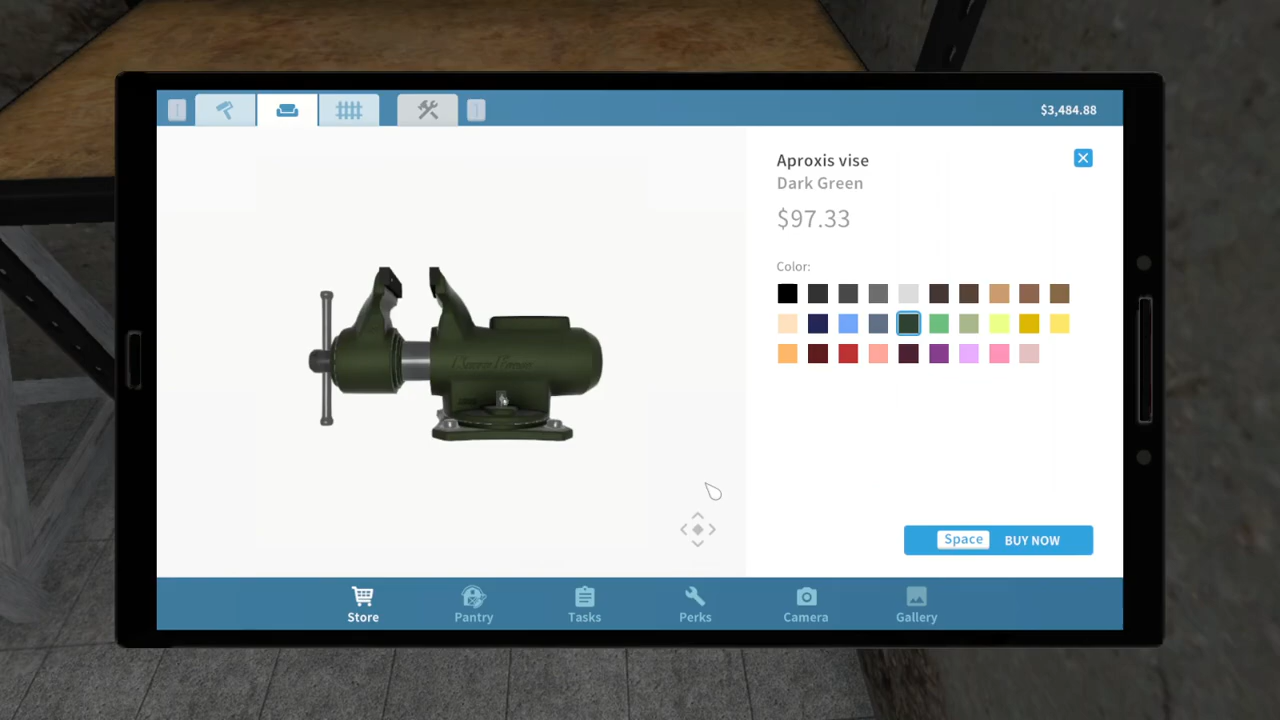 $3,484.88
Aproxis vise
Dark Green
$97.33
Color:
Space BUY NOW
Store
Pantry
Tasks
Perks
Camera
Gallery